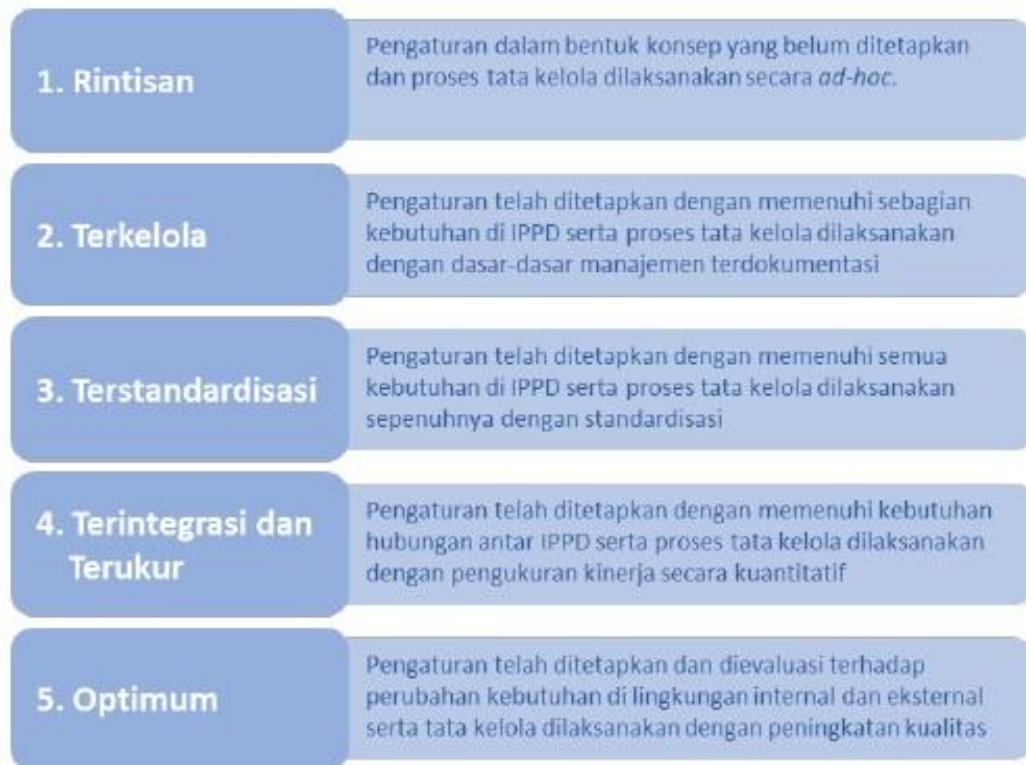 1. Rintisan
Pengaturan dalam bentuk konsep yang belum ditetapkan
dan proses tata kelola dilaksanakan secara ad-hoc.
2. Terkelola
Pengaturan telah ditetapkan dengan memenuhi sebagian
kebutuhan di IPPD serta proses tata kelola dilaksanakan
dengan dasar-dasar manajemen terdokumentasi
3. Terstandardisasi
Pengaturan telah ditetapkan dengan memenuhi semua
kebutuhan di IPPD serta proses tata kelola dilaksanakan
sepenuhnya dengan standardisasi
4. Terintegrasi dan
Terukur
Pengaturan telah ditetapkan dengan memenuhi kebutuhan
hubungan antar IPPD serta proses tata kelola dilaksanakan
dengan pengukuran kinerja secara kuantitatif
5. Optimum
Pengaturan telah ditetapkan dan dievaluasi terhadap
perubahan kebutuhan di lingkungan internal dan eksternal
serta tata kelola dilaksanakan dengan peningkatan kualitas